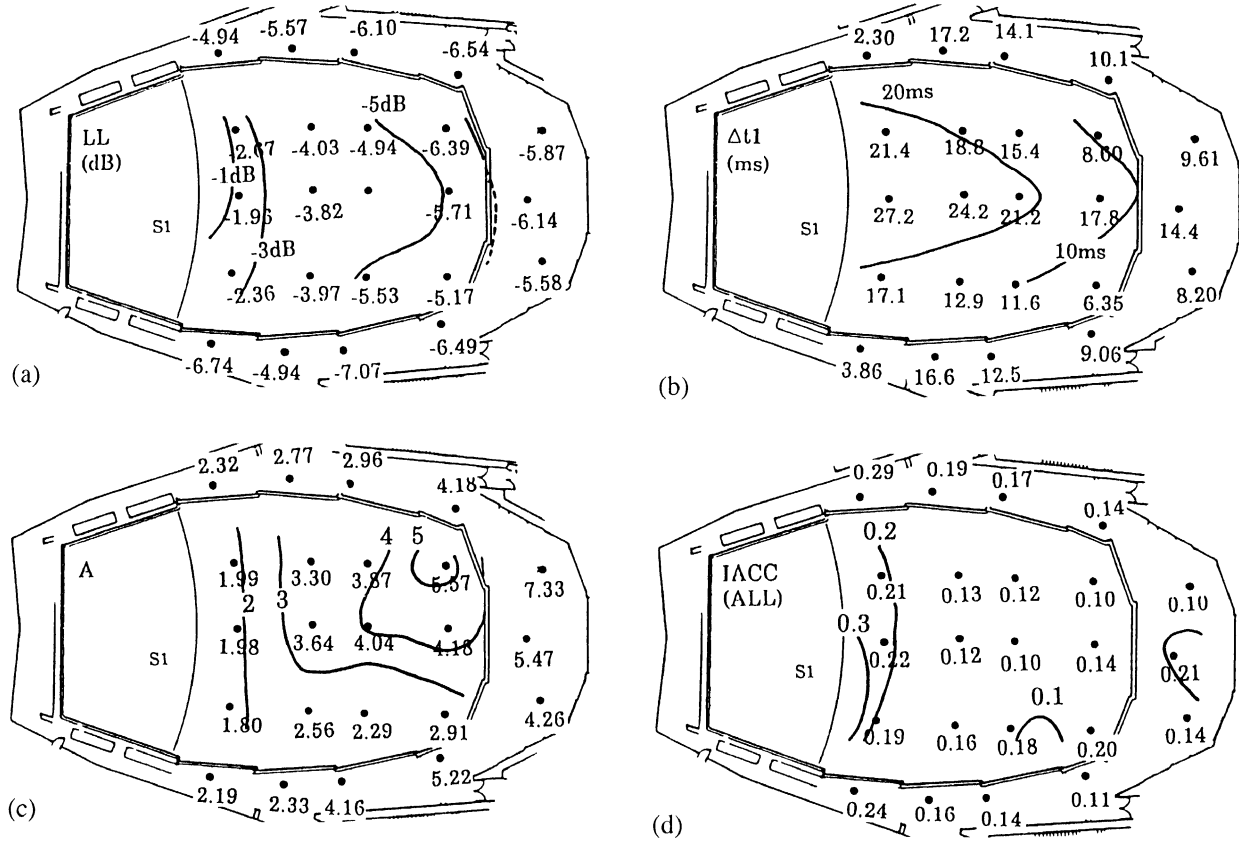 -4.94 -5.57 -6.10
-6.54
-5dB
LL
(dB)
-2.67 -4.03 -4.94 -6.39 -5.87
-1dB
-1.96 -3.82 -5.71 -6.14
S1
-3dB
-2.36 -3.97 -5.53 -5.17 -5.58
-6.49
-6.74 -4.94 -7.07
(a)
2.30 17.2 14.1
10.1
20ms
Δt1
(ms)
21.4 18.8 15.4 8.60 9.61
27.2 24.2 21.2 17.8 14.4
S1
10ms
17.1 12.9 11.6 6.35 8.20
9.06
3.86 16.6 -12.5
(b)
2.32 2.77 2.96
4.18
4 5
A
1.99 3.30 3.87 5.57 7.33
2 3
1.98 3.64 4.04 4.18 5.47
S1
1.80 2.56 2.29 2.91 4.26
5.22
2.19 2.33 4.16
(c)
0.29 0.19 0.17
0.14
0.2
IACC
(ALL)
0.21 0.13 0.12 0.10 0.10
0.3
0.22 0.12 0.10 0.14 0.21
S1
0.1
0.19 0.16 0.18 0.20 0.14
0.11
0.24 0.16 0.14
(d)